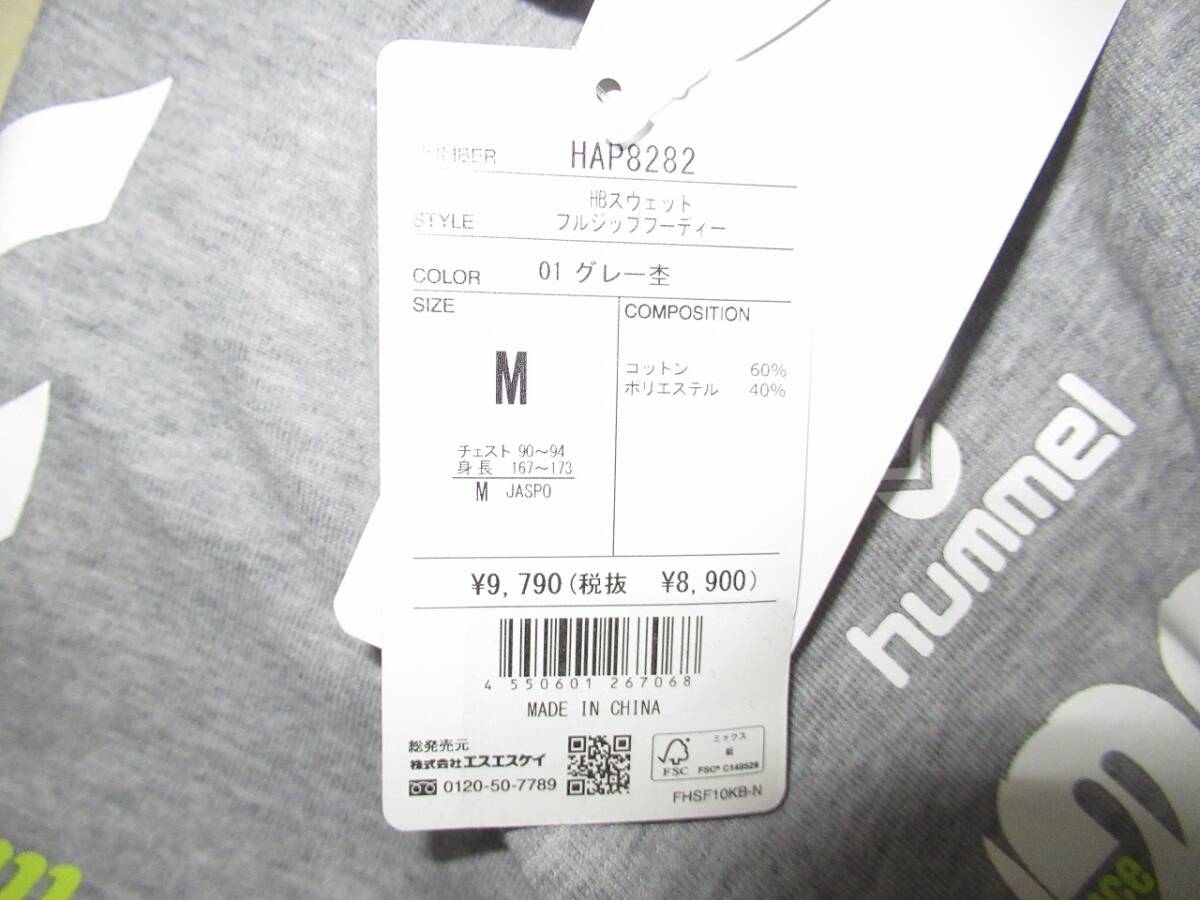 NUMBER HAP8282
HBスウェット
STYLE フルジップフーディー
COLOR 01 グレー杢
SIZE
M
チェスト 90～94
身長 167～173
M JASPO
COMPOSITION
コットン 60%
ポリエステル 40%
¥9,790(税抜 ¥8,900)
4 550601 267068
MADE IN CHINA
総発売元
株式会社エスエスケイ
0120-50-7789
ミックス
紙
FSC
FSC® C149529
FHSF10KB-N
hummel